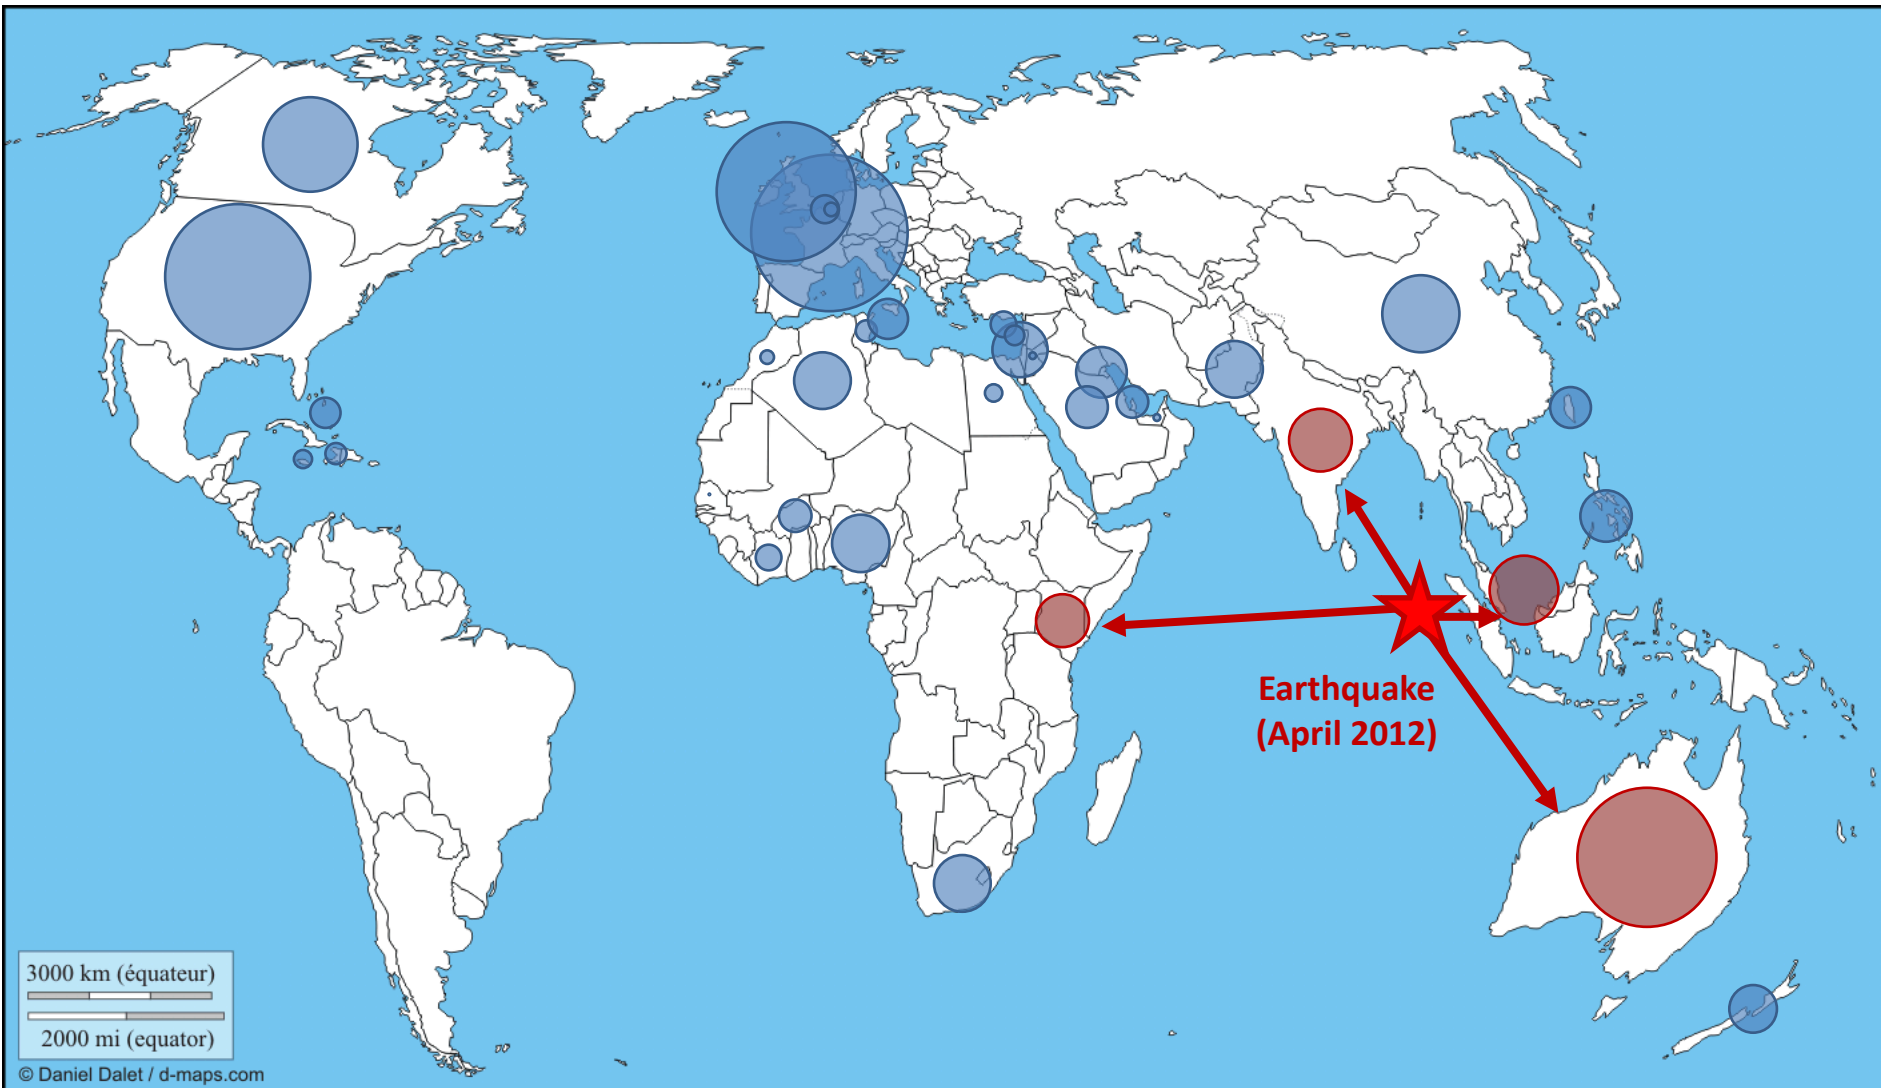 Earthquake
(April 2012)
3000 km (équateur)
2000 mi (equator)
© Daniel Dalet / d-maps.com